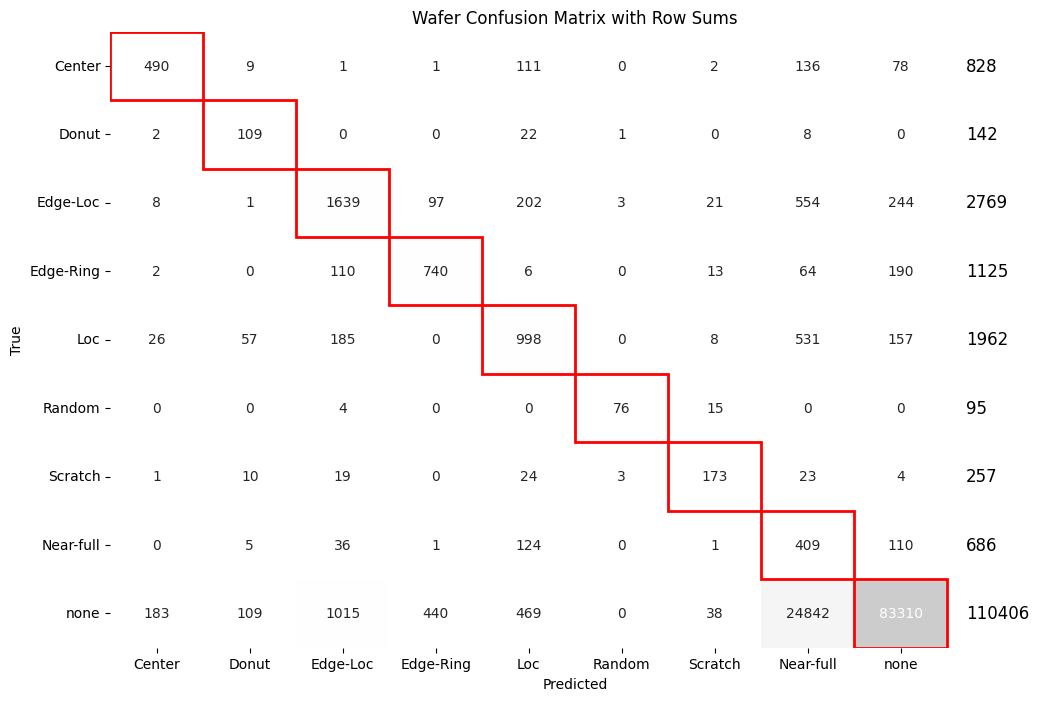 Wafer Confusion Matrix with Row Sums
Center 490 9 1 1 111 0 2 136 78 828
Donut 2 109 0 0 22 1 0 8 0 142
Edge-Loc 8 1 1639 97 202 3 21 554 244 2769
Edge-Ring 2 0 110 740 6 0 13 64 190 1125
Loc 26 57 185 0 998 0 8 531 157 1962
Random 0 0 4 0 0 76 15 0 0 95
Scratch 1 10 19 0 24 3 173 23 4 257
Near-full 0 5 36 1 124 0 1 409 110 686
none 183 109 1015 440 469 0 38 24842 83310 110406
Center Donut Edge-Loc Edge-Ring Loc Random Scratch Near-full none
Predicted
True